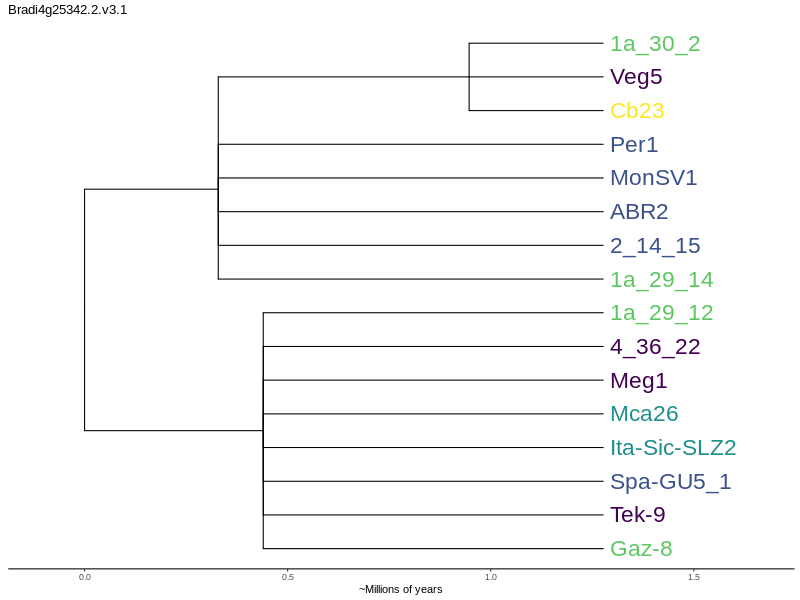 Bradi4g25342.2.v3.1
1a_30_2
Veg5
Cb23
Per1
MonSV1
ABR2
2_14_15
1a_29_14
1a_29_12
4_36_22
Meg1
Mca26
Ita-Sic-SLZ2
Spa-GU5_1
Tek-9
Gaz-8
0.0 0.5 1.0 1.5
~Millions of years